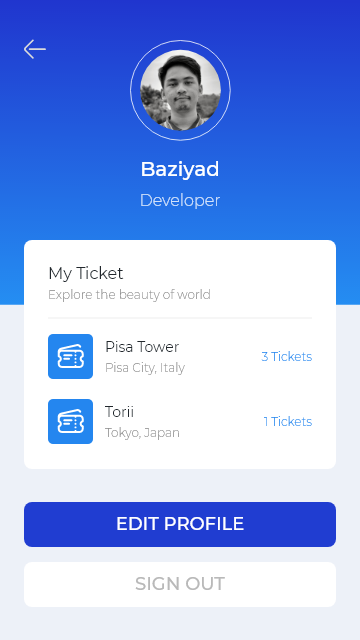 Baziyad
Developer
My Ticket
Explore the beauty of world
Pisa Tower
Pisa City, Italy
3 Tickets
Torii
Tokyo, Japan
1 Tickets
EDIT PROFILE
SIGN OUT